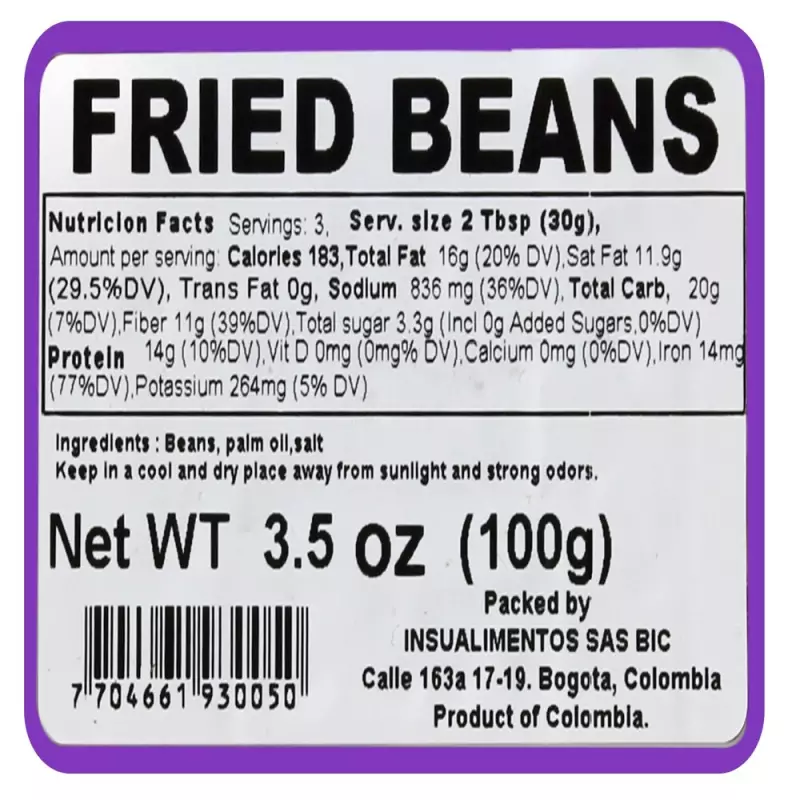 FRIED BEANS
Nutricion Facts Servings: 3, Serv. size 2 Tbsp (30g),
Amount per serving: Calories 183,Total Fat 16g (20% DV),Sat Fat 11.9g
(29.5%DV), Trans Fat 0g, Sodium 836 mg (36%DV), Total Carb, 20g
(7%DV),Fiber 11g (39%DV),Total sugar 3.3g (Incl 0g Added Sugars,0%DV)
Protein 14g (10%DV),Vit D 0mg (0mg% DV),Calcium 0mg (0%DV),Iron 14mg
(77%DV),Potassium 264mg (5% DV)
Ingredients : Beans, palm oil,salt
Keep in a cool and dry place away from sunlight and strong odors.
Net WT 3.5 oz (100g)
Packed by
INSUALIMENTOS SAS BIC
Calle 163a 17-19. Bogota, Colombia
Product of Colombia.
7 704661 930050